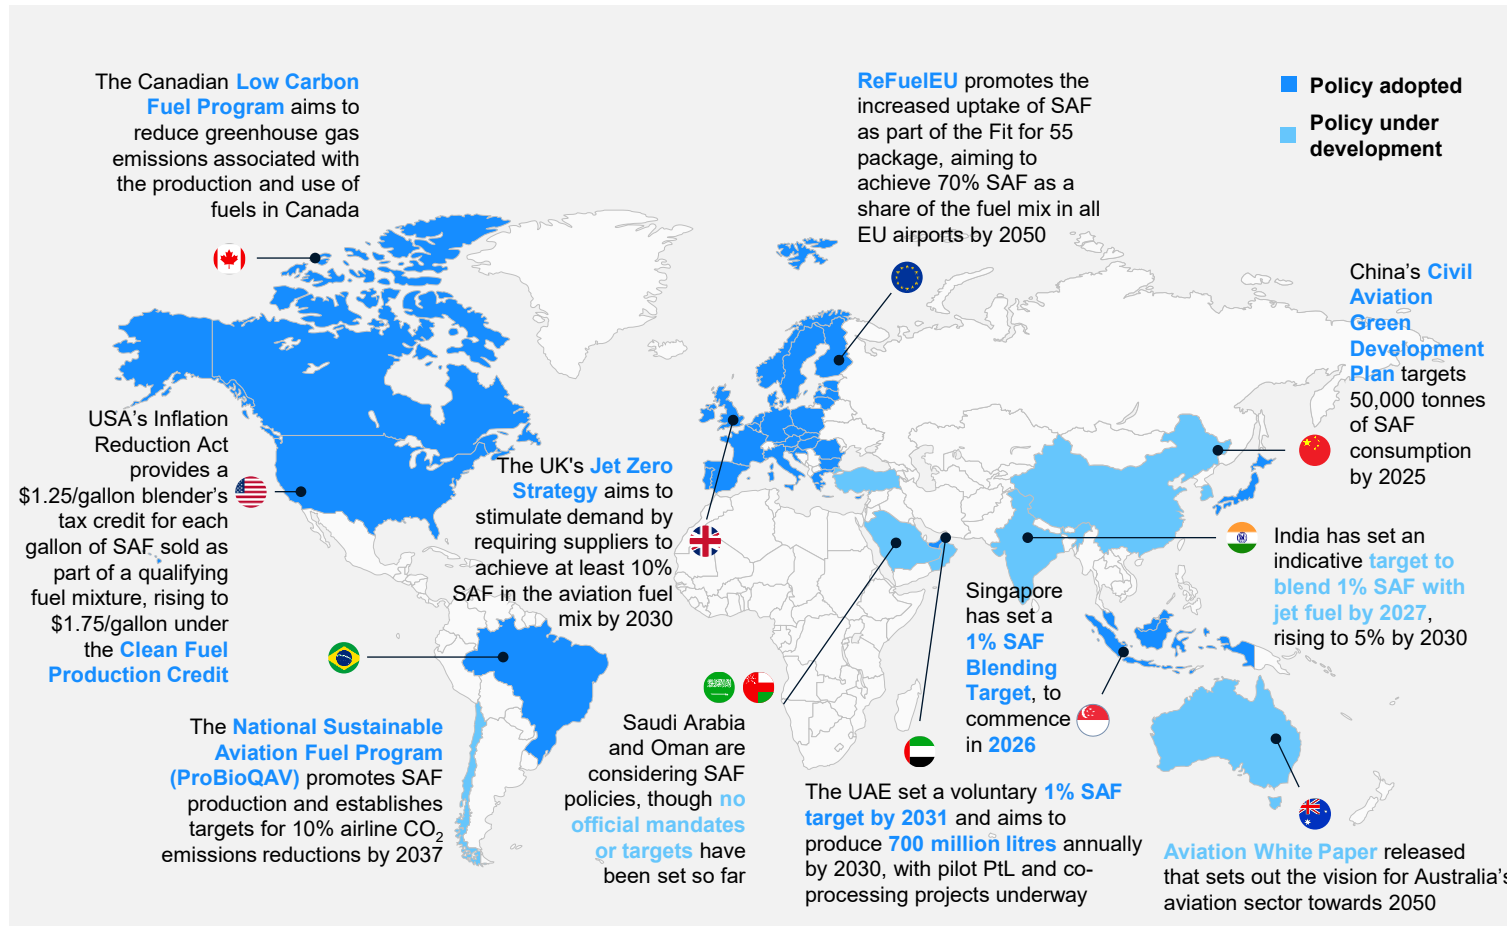 The Canadian Low Carbon
Fuel Program aims to
reduce greenhouse gas
emissions associated with
the production and use of
fuels in Canada
ReFuelEU promotes the
increased uptake of SAF
as part of the Fit for 55
package, aiming to
achieve 70% SAF as a
share of the fuel mix in all
EU airports by 2050
Policy adopted
Policy under
development
China's Civil
Aviation
Green
Development
Plan targets
50,000 tonnes
of SAF
consumption
by 2025
USA's Inflation
Reduction Act
provides a
$1.25/gallon blender's
tax credit for each
gallon of SAF sold as
part of a qualifying
fuel mixture, rising to
$1.75/gallon under
the Clean Fuel
Production Credit
The UK's Jet Zero
Strategy aims to
stimulate demand by
requiring suppliers to
achieve at least 10%
SAF in the aviation fuel
mix by 2030
India has set an
indicative target to
blend 1% SAF with
jet fuel by 2027,
rising to 5% by 2030
Singapore
has set a
1% SAF
Blending
Target, to
commence
in 2026
The National Sustainable
Aviation Fuel Program
(ProBioQAV) promotes SAF
production and establishes
targets for 10% airline CO₂
emissions reductions by 2037
Saudi Arabia
and Oman are
considering SAF
policies, though no
official mandates
or targets have
been set so far
The UAE set a voluntary 1% SAF
target by 2031 and aims to
produce 700 million litres annually
by 2030, with pilot PtL and co-
processing projects underway
Aviation White Paper released
that sets out the vision for Australia's
aviation sector towards 2050